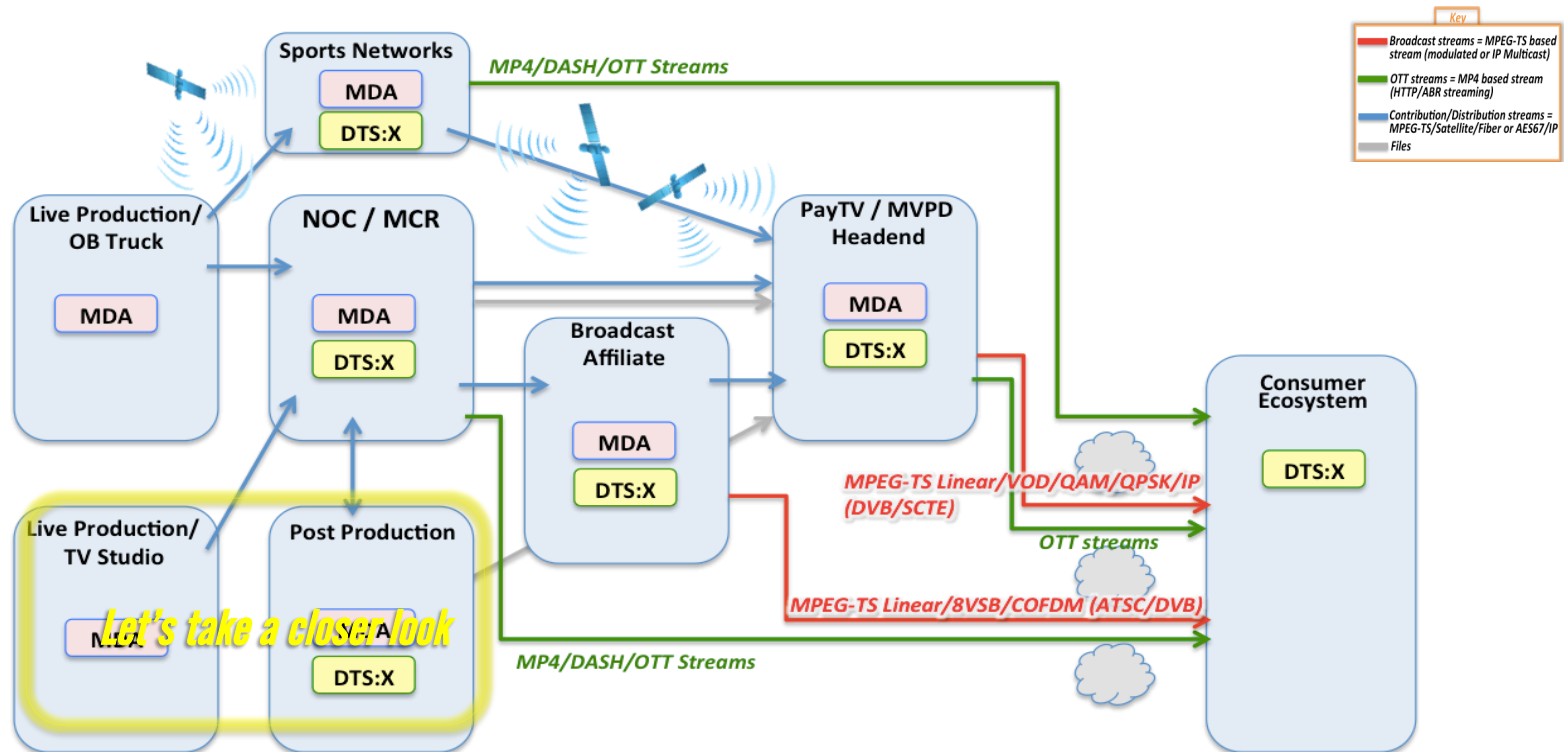 Key
Broadcast streams = MPEG-TS based
stream (modulated or IP Multicast)
OTT streams = MP4 based stream
(HTTP/ABR streaming)
Contribution/Distribution streams =
MPEG-TS/Satellite/Fiber or AES67/IP
Files
Sports Networks
MDA
DTS:X
MP4/DASH/OTT Streams
Live Production/
OB Truck
MDA
NOC / MCR
MDA
DTS:X
PayTV / MVPD
Headend
MDA
DTS:X
Broadcast
Affiliate
MDA
DTS:X
Consumer
Ecosystem
DTS:X
MPEG-TS Linear/VOD/QAM/QPSK/IP
(DVB/SCTE)
OTT streams
MPEG-TS Linear/8VSB/COFDM (ATSC/DVB)
MP4/DASH/OTT Streams
Live Production/
TV Studio
MDA
Post Production
MDA
DTS:X
Let's take a closer look